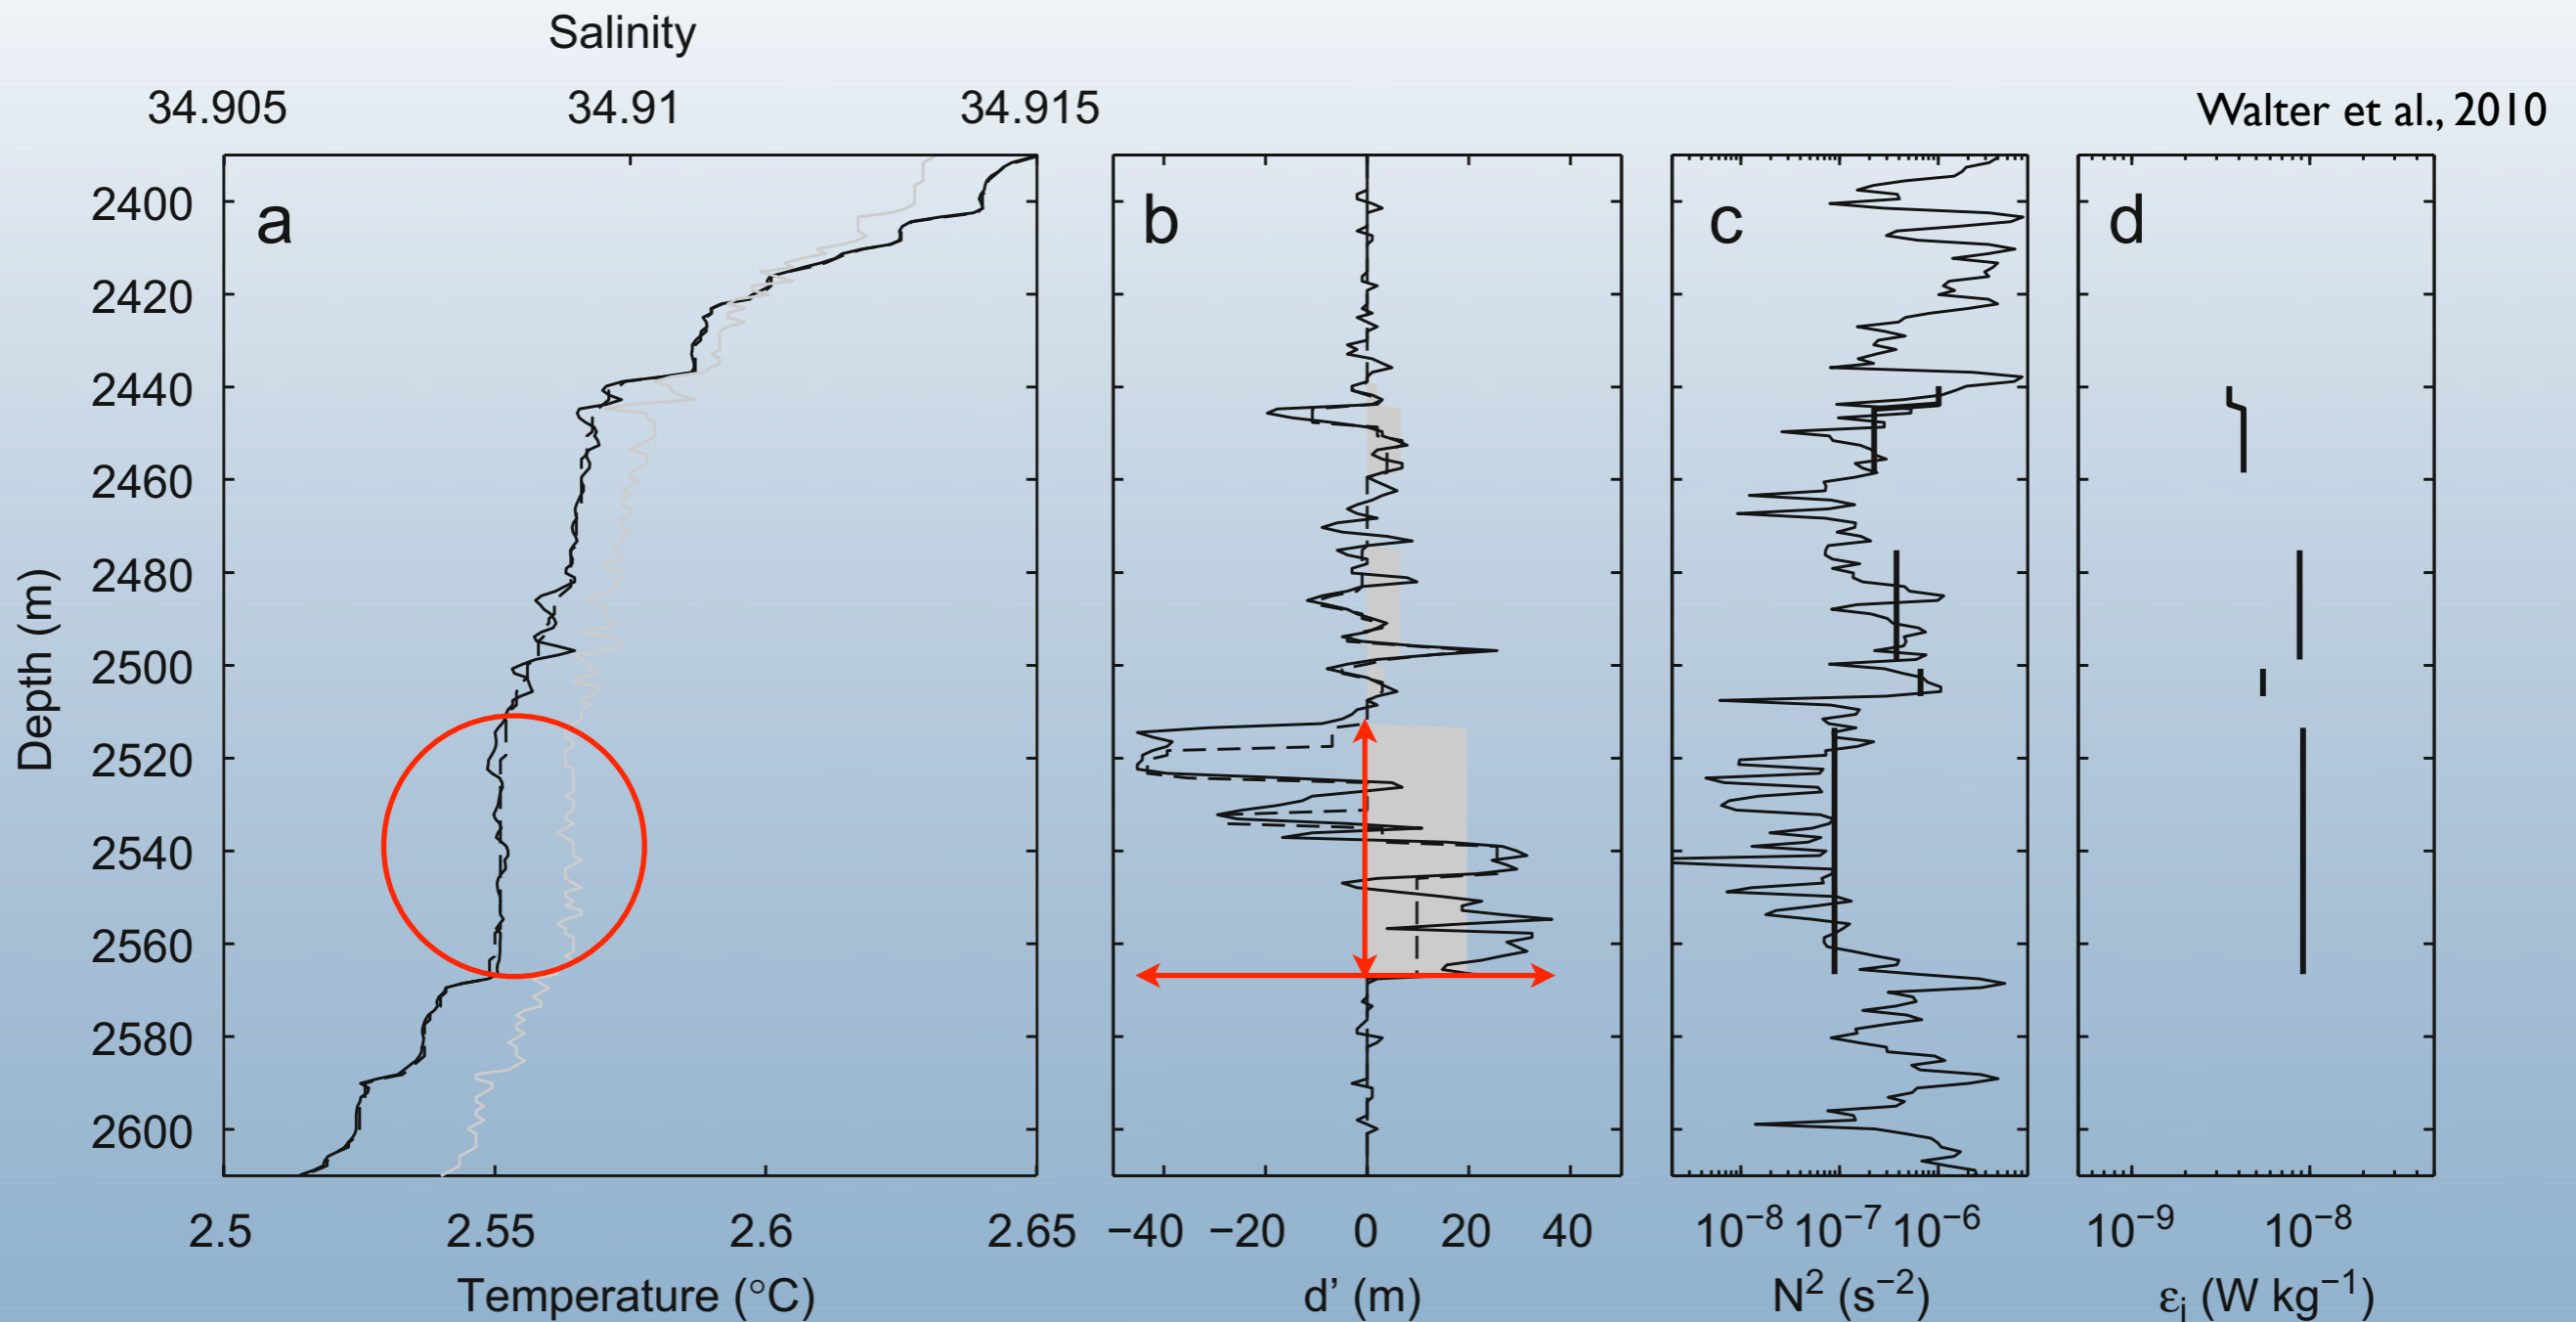 Salinity
34.905 34.91 34.915
Walter et al., 2010
a b c d
2400
2420
2440
2460
2480
2500
2520
2540
2560
2580
2600
Depth (m)
2.5 2.55 2.6 2.65
−40 −20 0 20 40
10⁻⁸ 10⁻⁷ 10⁻⁶
10⁻⁹ 10⁻⁸
Temperature (°C)
d’ (m)
N² (s⁻²)
εᵢ (W kg⁻¹)